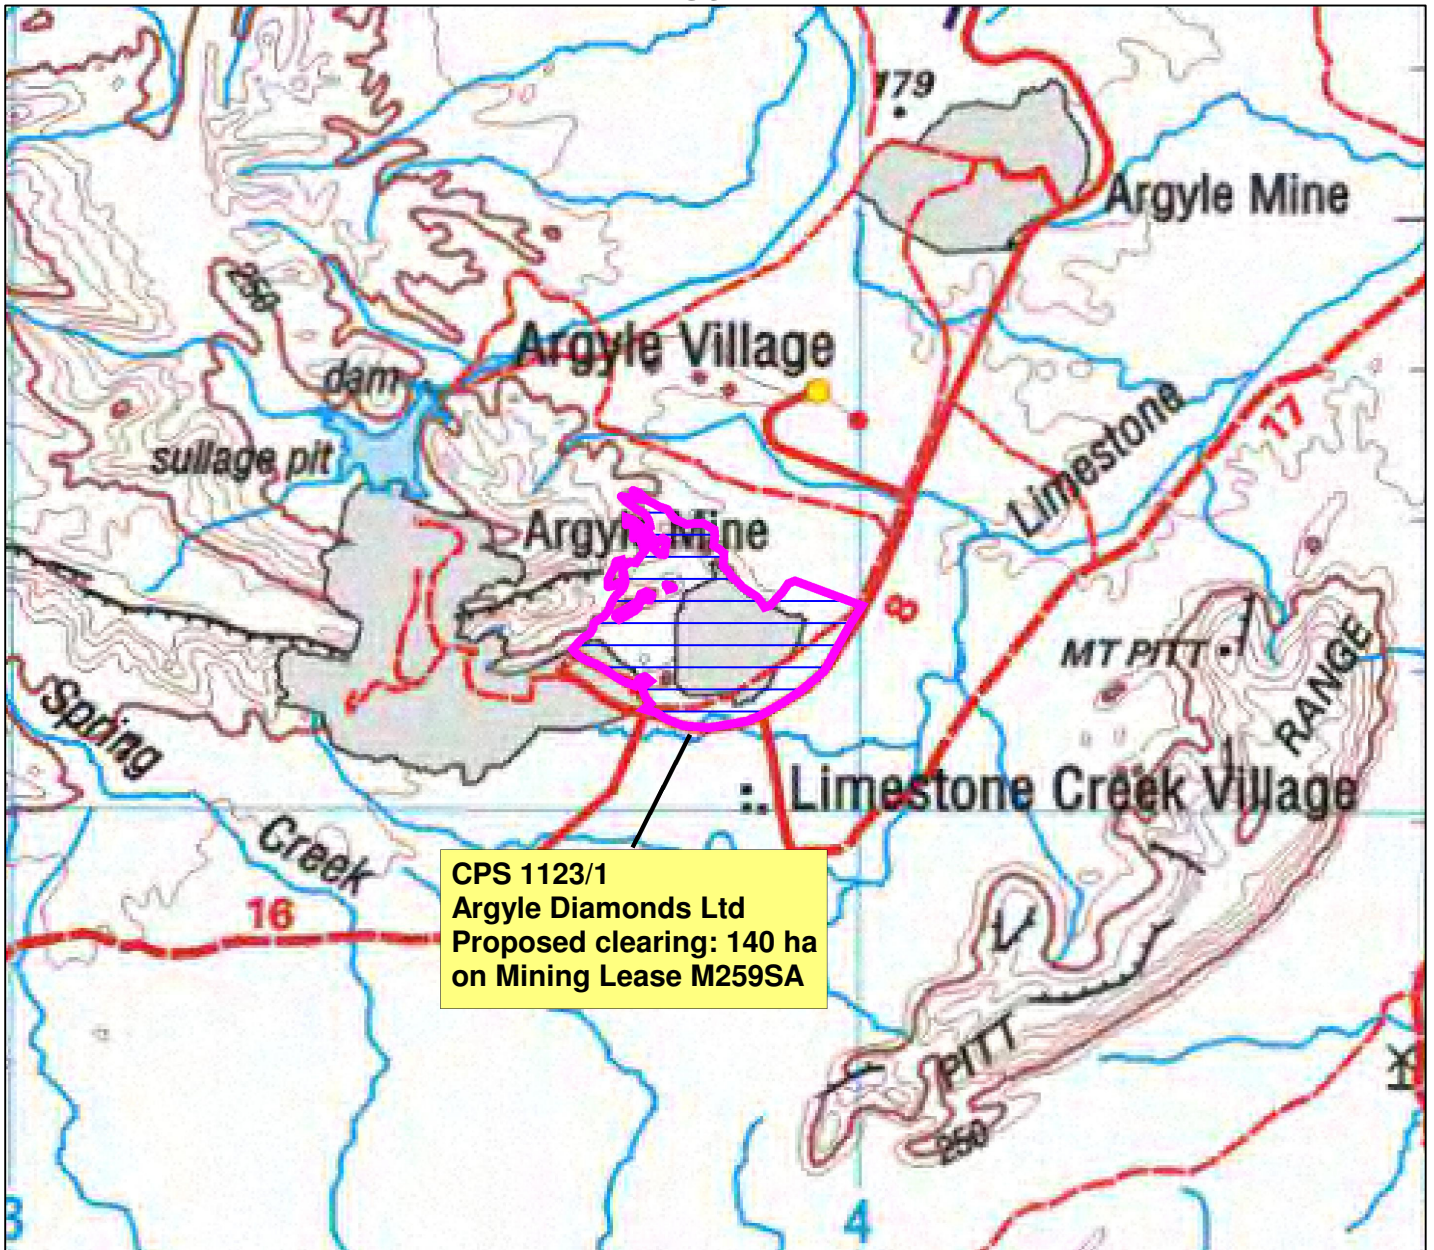 179
Argyle Mine
250
Argyle Village
dam
sullage pit
Limestone
17
Argyle Mine
8
MT PITT
RANGE
Spring
Creek
Limestone Creek Village
16
CPS 1123/1
Argyle Diamonds Ltd
Proposed clearing: 140 ha
on Mining Lease M259SA
PITT
250
3
4